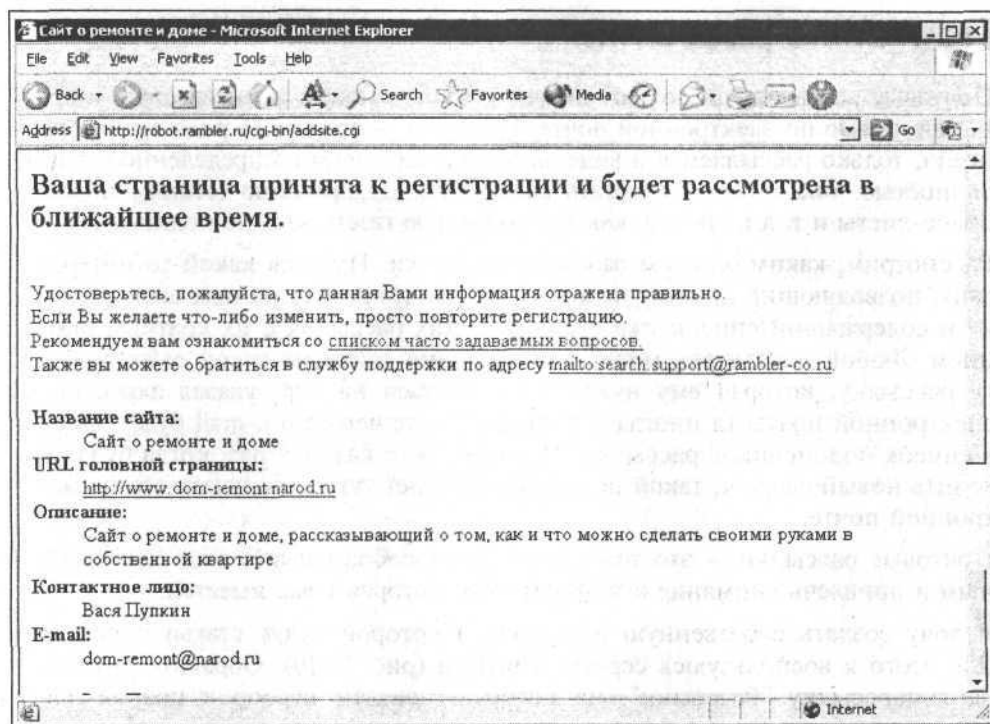 Сайт о ремонте и доме - Microsoft Internet Explorer
File Edit View Favorites Tools Help
Back Search Favorites Media
Address http://robot.rambler.ru/cgi-bin/addsite.cgi Go
Ваша страница принята к регистрации и будет рассмотрена в
ближайшее время.
Удостоверьтесь, пожалуйста, что данная Вами информация отражена правильно.
Если Вы желаете что-либо изменить, просто повторите регистрацию.
Рекомендуем вам ознакомиться со списком часто задаваемых вопросов.
Также вы можете обратиться в службу поддержки по адресу mailto:search.support@rambler-co.ru.
Название сайта:
Сайт о ремонте и доме
URL головной страницы:
http://www.dom-remont.narod.ru
Описание:
Сайт о ремонте и доме, рассказывающий о том, как и что можно сделать своими руками в
собственной квартире
Контактное лицо:
Вася Пупкин
E-mail:
dom-remont@narod.ru
Internet